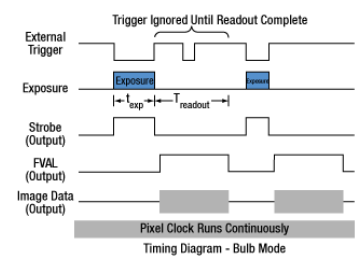 Trigger Ignored Until Readout Complete
External
Trigger
Exposure
Exposure
Exposure
t exp
T readout
Strobe
(Output)
FVAL
(Output)
Image Data
(Output)
Pixel Clock Runs Continuously
Timing Diagram - Bulb Mode